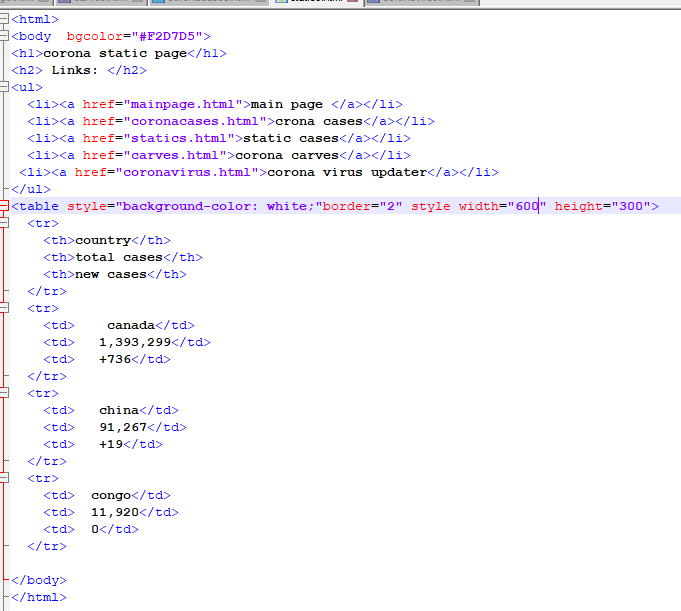 <html>
<body  bgcolor="#F2D7D5">
<h1>corona static page</h1>
<h2> Links: </h2>
<ul>
  <li><a href="mainpage.html">main page </a></li>
  <li><a href="coronacases.html">crona cases</a></li>
  <li><a href="statics.html">static cases</a></li>
  <li><a href="carves.html">corona carves</a></li>
 <li><a href="coronavirus.html">corona virus updater</a></li>
</ul>
<table style="background-color: white;"border="2" style width="600" height="300">
  <tr>
    <th>country</th>
    <th>total cases</th>
    <th>new cases</th>
  </tr>
  <tr>
    <td>    canada</td>
    <td>   1,393,299</td>
    <td>   +736</td>
  </tr>
  <tr>
    <td>   china</td>
    <td>   91,267</td>
    <td>   +19</td>
  </tr>
  <tr>
    <td>  congo</td>
    <td>  11,920</td>
    <td>  0</td>
  </tr>

</body>
</html>